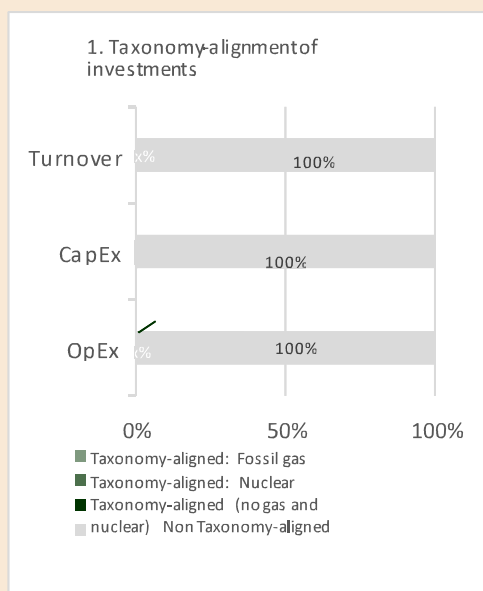 1. Taxonomy-alignment of
investments
Turnover x% 100%
CapEx 100%
OpEx x% 100%
0% 50% 100%
Taxonomy-aligned: Fossil gas
Taxonomy-aligned: Nuclear
Taxonomy-aligned (no gas and
nuclear) Non Taxonomy-aligned